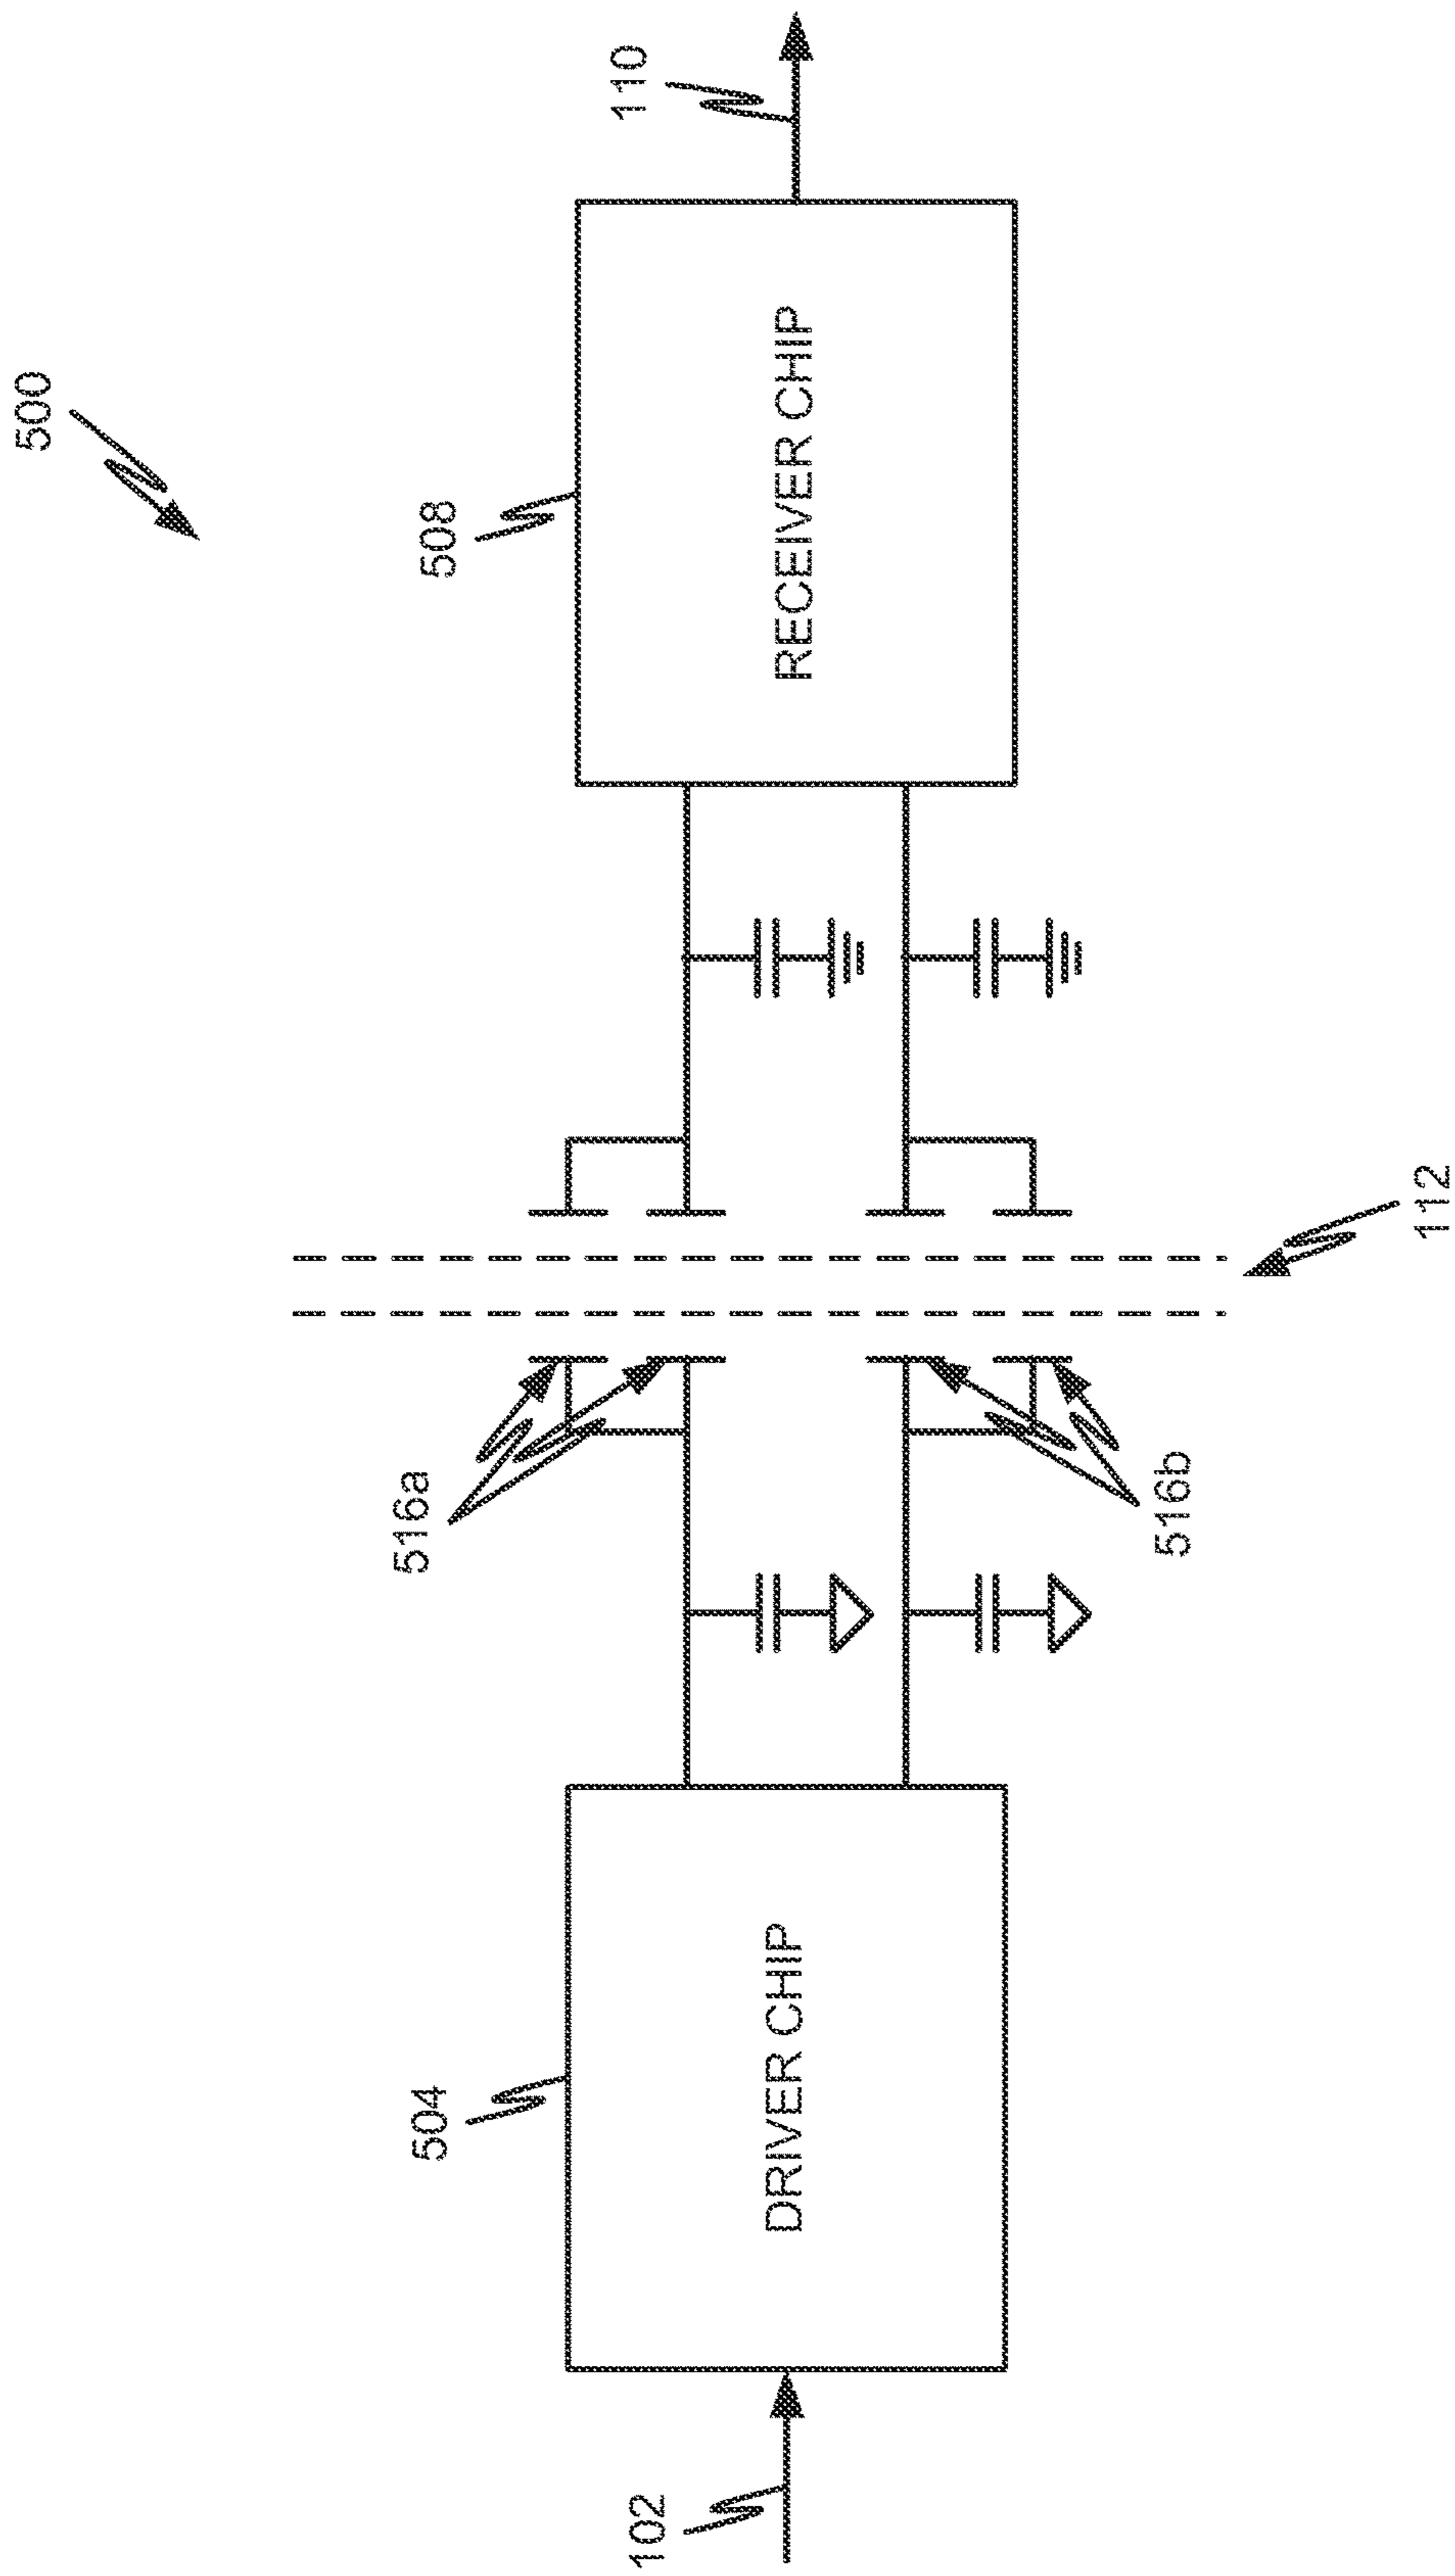 500
102
504
DRIVER CHIP
516a
516b
112
508
RECEIVER CHIP
110